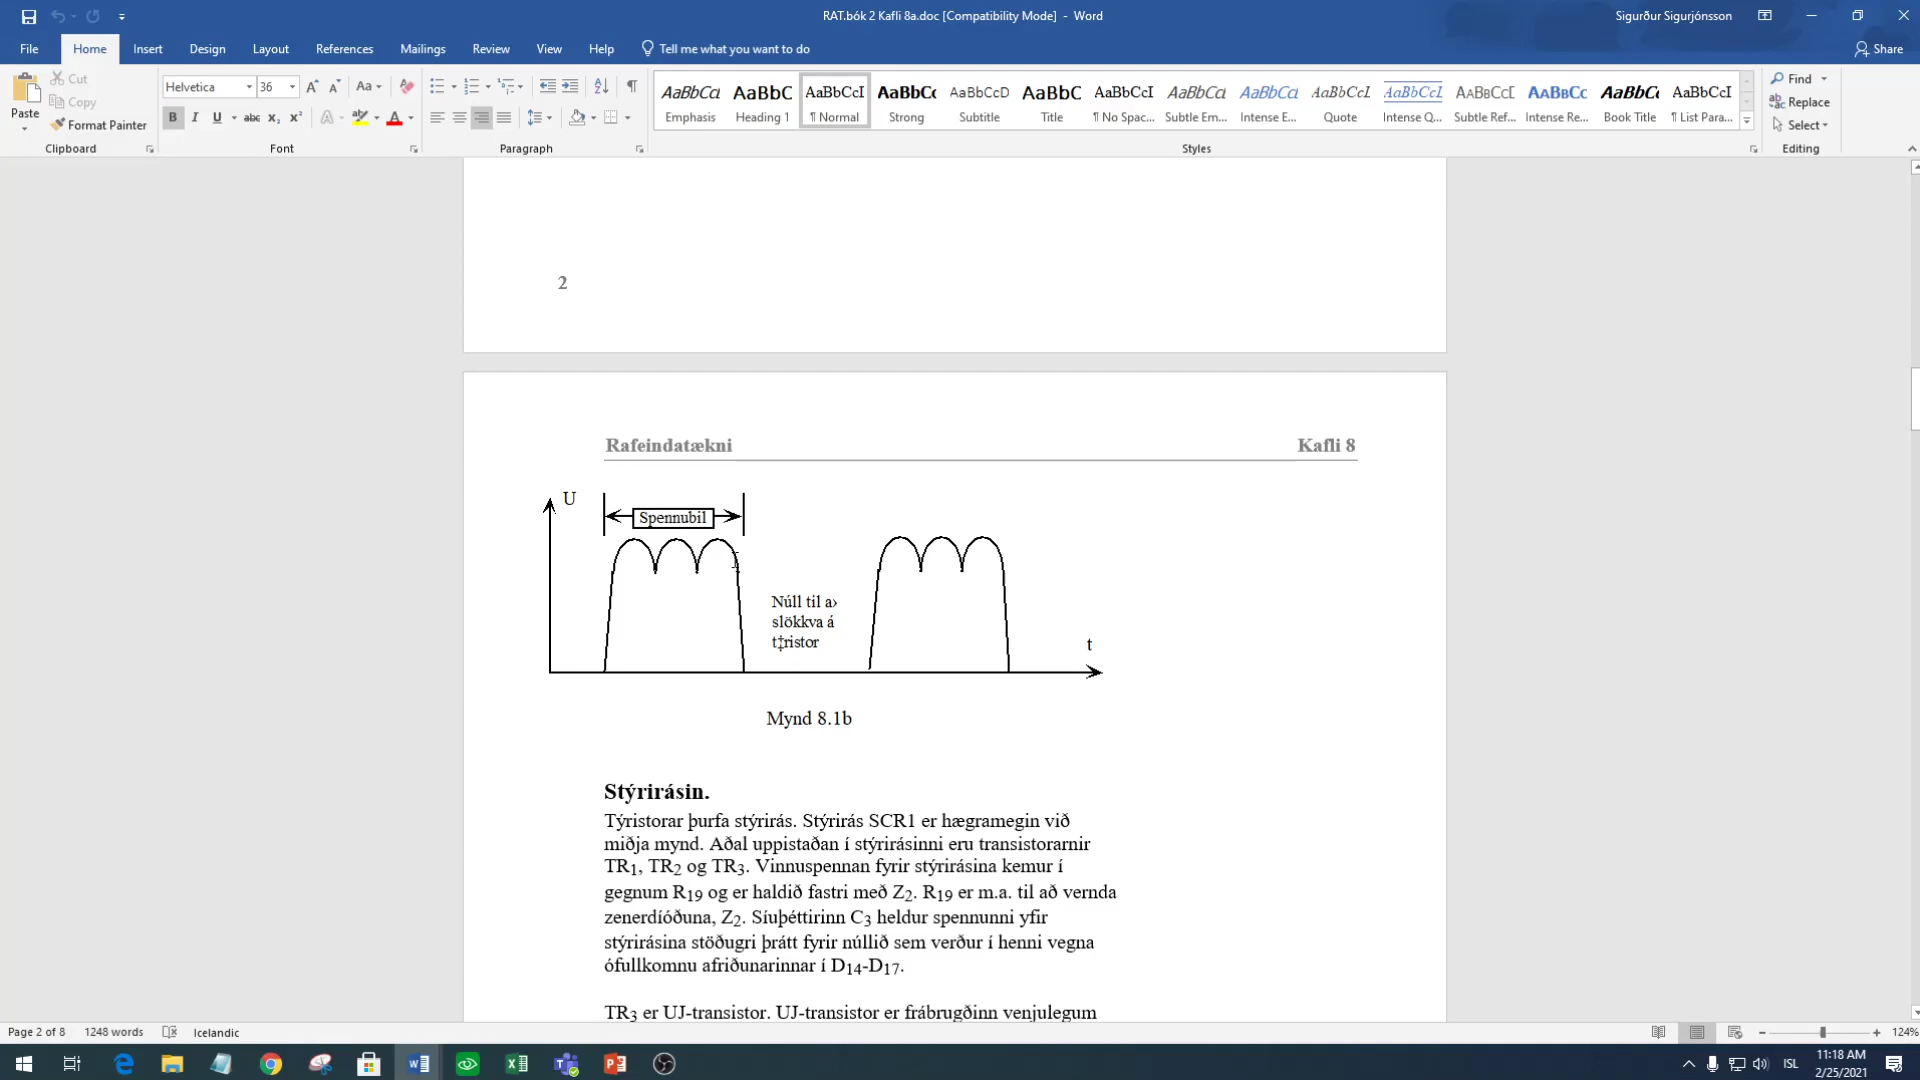 RAT.bók 2 Kafli 8a.doc [Compatibility Mode] - Word
Sigurður Sigurjónsson
File Home Insert Design Layout References Mailings Review View Help Tell me what you want to do
Share
Paste
Cut
Copy
Format Painter
Clipboard
Helvetica 36
Font
Paragraph
AaBbCcI AaBbC AaBbCcI AaBbCc AaBbCcD AaBbC AaBbCcI AaBbCcL AaBbCcL AaBbCcL AaBbCcL AaBbCcI AaBbCc AaBbCc AaBbCcI
Emphasis Heading 1 ¶ Normal Strong Subtitle Title ¶ No Spac... Subtle Em... Intense E... Quote Intense Q... Subtle Ref... Intense Re... Book Title ¶ List Para...
Styles
Find
Replace
Select
Editing
2
Rafeindatækni Kafli 8
U
Spennubil
Núll til a›
slökkva á
t‡ristor
t
Mynd 8.1b
Stýrirásin.
Týristorar þurfa stýrirás. Stýrirás SCR1 er hægramegin við
miðja mynd. Aðal uppistaðan í stýrirásinni eru transistorarnir
TR1, TR2 og TR3. Vinnuspennan fyrir stýrirásina kemur í
gegnum R19 og er haldið fastri með Z2. R19 er m.a. til að vernda
zenerdíóðuna, Z2. Síuþéttirinn C3 heldur spennunni yfir
stýrirásina stöðugri þrátt fyrir núllið sem verður í henni vegna
ófullkomnu afriðunarinnar í D14-D17.
TR3 er UJ-transistor. UJ-transistor er frábrugðinn venjulegum
Page 2 of 8 1248 words Icelandic
124%
ISL
11:18 AM
2/25/2021